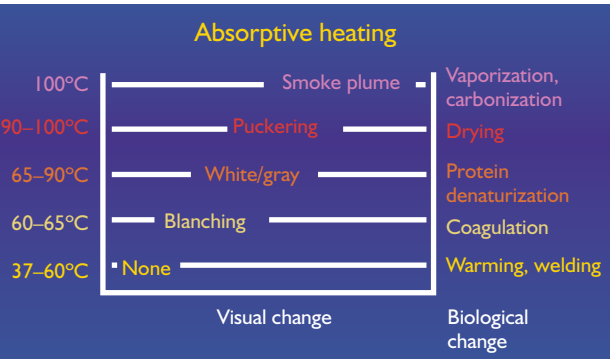 Absorptive heating
100°C Smoke plume Vaporization,
carbonization
90–100°C Puckering Drying
65–90°C White/gray Protein
denaturization
60–65°C Blanching Coagulation
37–60°C None Warming, welding
Visual change Biological
change